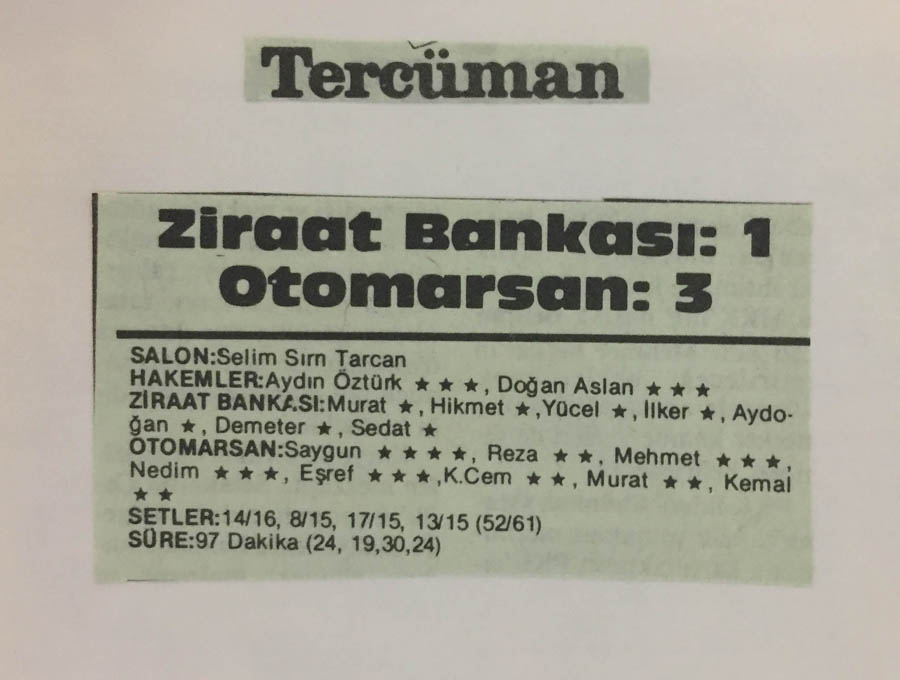 Tercüman
Ziraat Bankası: 1
Otomarsan: 3
SALON:Selim Sırrı Tarcan
HAKEMLER:Aydın Öztürk ★ ★ ★, Doğan Aslan ★ ★ ★
ZİRAAT BANKASI:Murat ★, Hikmet ★,Yücel ★, İlker ★, Aydo-
ğan ★, Demeter ★, Sedat ★
OTOMARSAN:Saygun ★ ★ ★ ★, Reza ★ ★, Mehmet ★ ★ ★,
Nedim ★ ★ ★, Eşref ★ ★ ★,K.Cem ★ ★, Murat ★ ★, Kemal
★ ★
SETLER:14/16, 8/15, 17/15, 13/15 (52/61)
SÜRE:97 Dakika (24, 19,30,24)